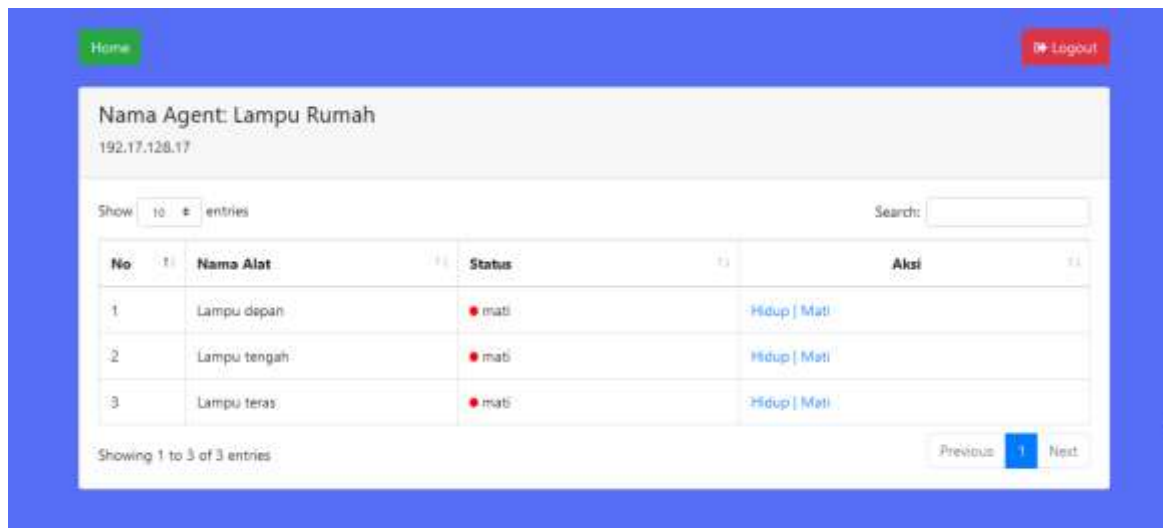 Home
Logout
Nama Agent: Lampu Rumah
192.17.128.17
Show 10 entries
Search:
No Nama Alat Status Aksi
1 Lampu depan mati Hidup | Mati
2 Lampu tengah mati Hidup | Mati
3 Lampu teras mati Hidup | Mati
Showing 1 to 3 of 3 entries
Previous 1 Next